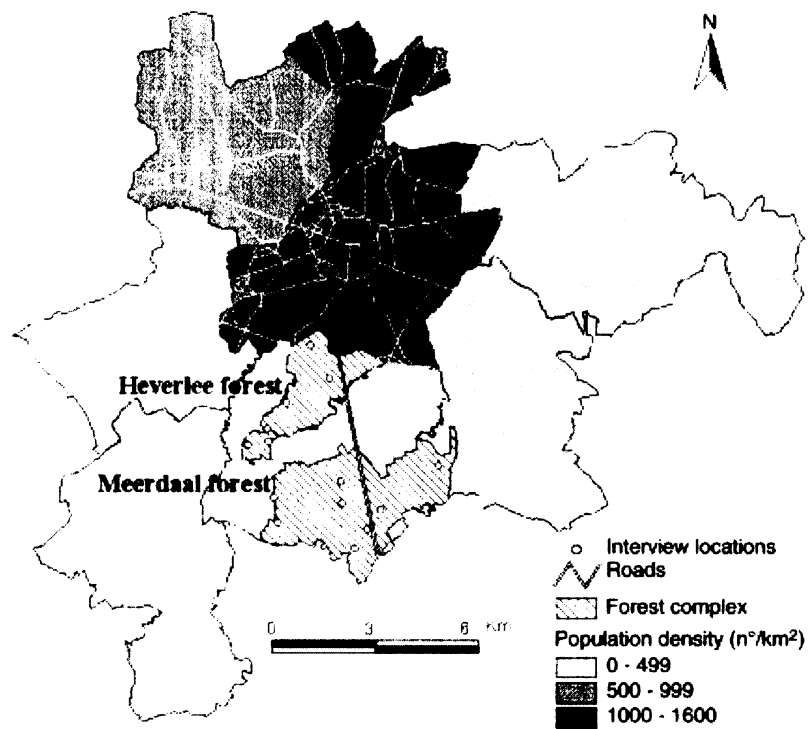 N
Heverlee forest
Meerdaal forest
0 3 6 Km
Interview locations
Roads
Forest complex
Population density (n°/km²)
0 - 499
500 - 999
1000 - 1600